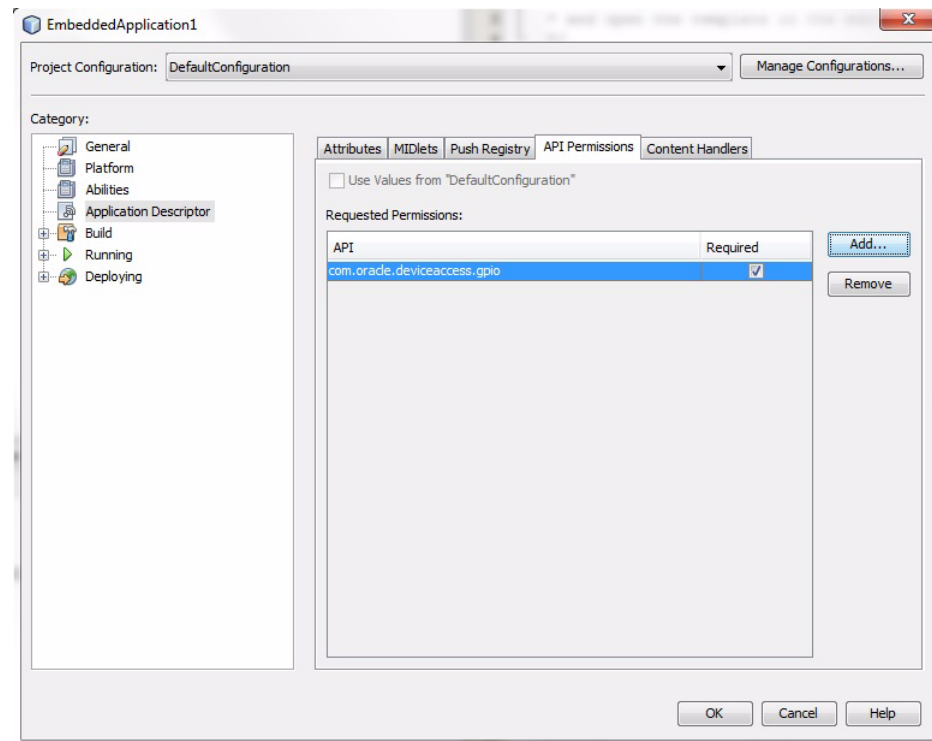 EmbeddedApplication1
Project Configuration: DefaultConfiguration Manage Configurations...
Category:
General
Platform
Abilities
Application Descriptor
Build
Running
Deploying
Attributes MIDlets Push Registry API Permissions Content Handlers
Use Values from "DefaultConfiguration"
Requested Permissions:
API Required
com.oracle.deviceaccess.gpio
Add...
Remove
OK Cancel Help